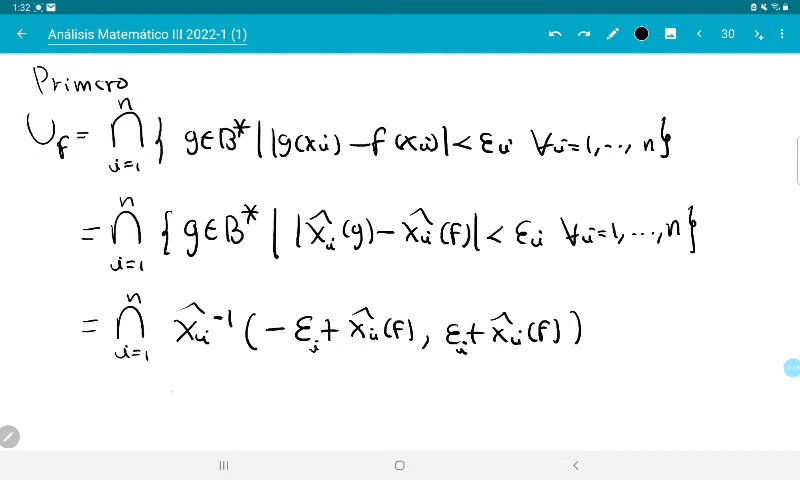 1:32
Análisis Matemático III 2022-1 (1)
30
Primero
U_f = ⋂_{i=1}^{n} { g∈B* | |g(x_i) − f(x_i)| < ε_i ∀i=1,..,n}
= ⋂_{i=1}^{n} { g∈B* | |x̂_i(g) − x̂_i(f)| < ε_i ∀i=1,...,n}
= ⋂_{i=1}^{n} x̂_i⁻¹ (−ε_i + x̂_i(f), ε_i + x̂_i(f))